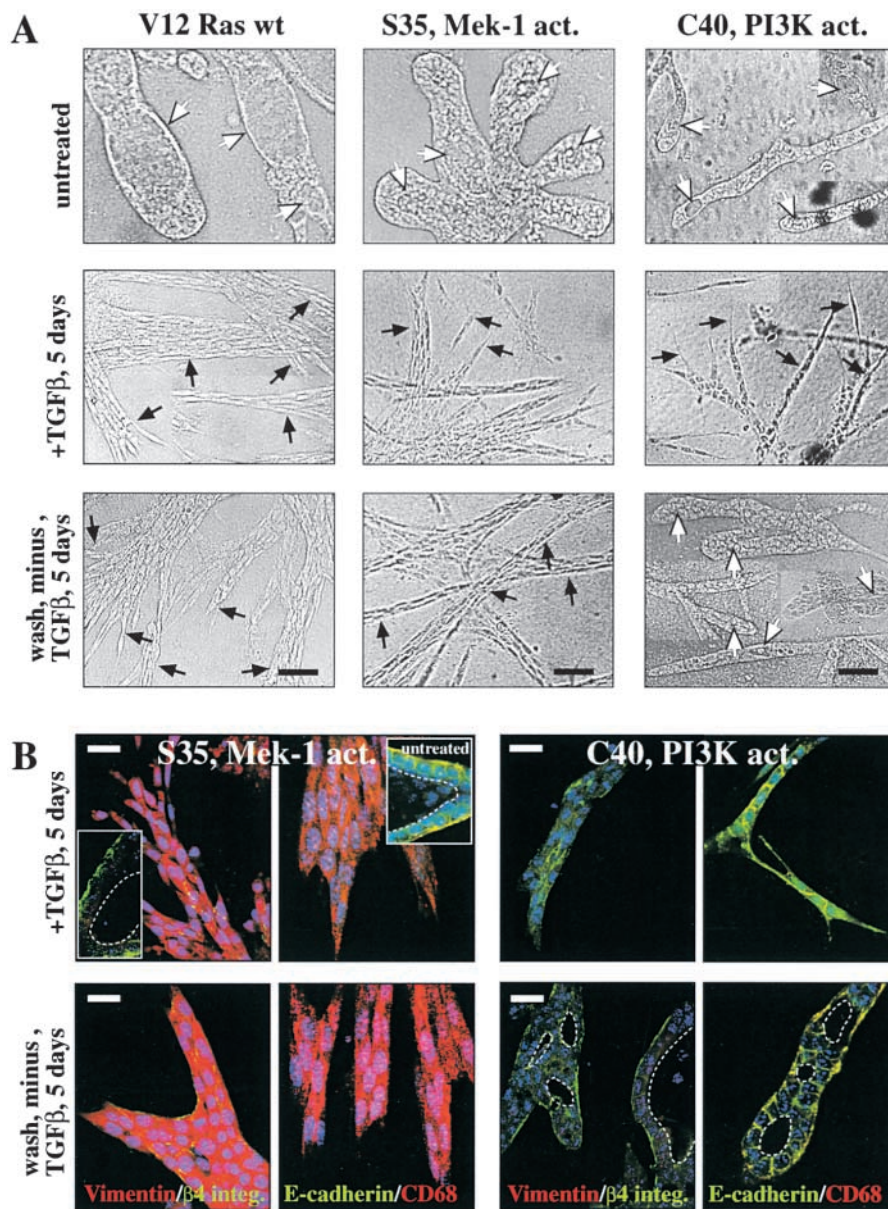 A
V12 Ras wt
S35, Mek-1 act.
C40, PI3K act.
untreated
+TGFβ, 5 days
wash, minus ,
TGFβ, 5 days
B
S35, Mek-1 act.
untreated
C40, PI3K act.
+TGFβ, 5 days
wash, minus ,
TGFβ, 5 days
Vimentin/β4 integ.
E-cadherin/CD68
Vimentin/β4 integ.
E-cadherin/CD68